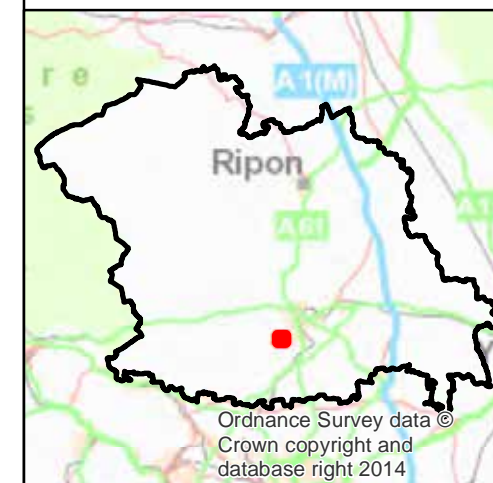 r e
s
A1(M)
Ripon
A1
A61
Ordnance Survey data ©
Crown copyright and
database right 2014